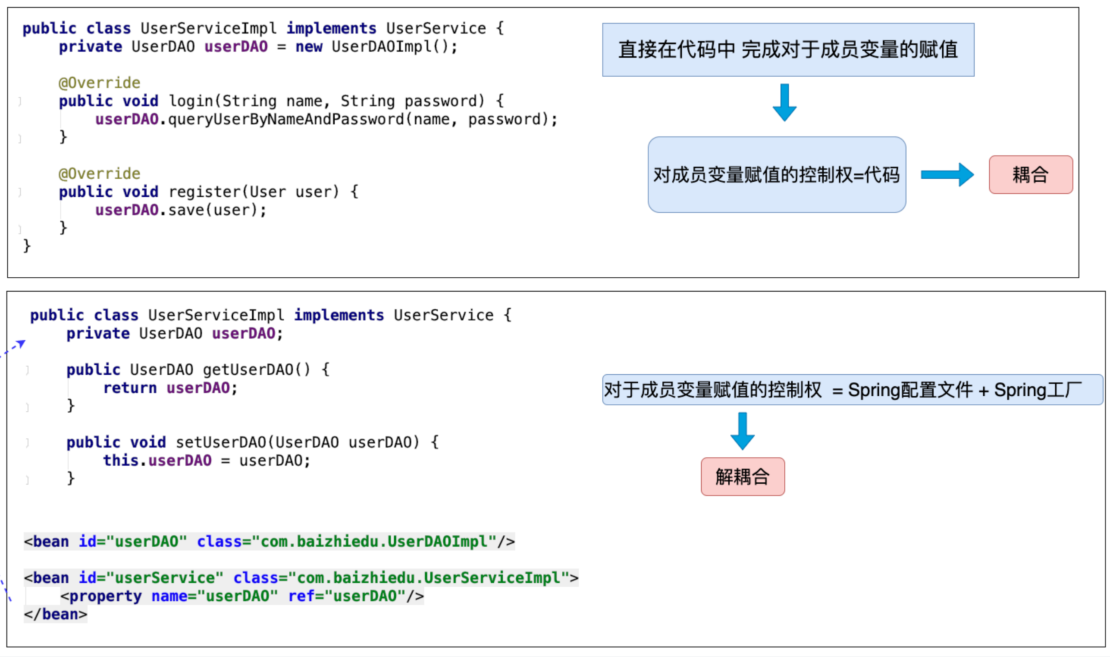 public class UserServiceImpl implements UserService {
    private UserDAO userDAO = new UserDAOImpl();
    @Override
    public void login(String name, String password) {
        userDAO.queryUserByNameAndPassword(name, password);
    }
    @Override
    public void register(User user) {
        userDAO.save(user);
    }
}
直接在代码中 完成对于成员变量的赋值
对成员变量赋值的控制权=代码
耦合
public class UserServiceImpl implements UserService {
    private UserDAO userDAO;
    public UserDAO getUserDAO() {
        return userDAO;
    }
    public void setUserDAO(UserDAO userDAO) {
        this.userDAO = userDAO;
    }
<bean id="userDAO" class="com.baizhiedu.UserDAOImpl"/>
<bean id="userService" class="com.baizhiedu.UserServiceImpl">
    <property name="userDAO" ref="userDAO"/>
</bean>
对于成员变量赋值的控制权 = Spring配置文件 + Spring工厂
解耦合